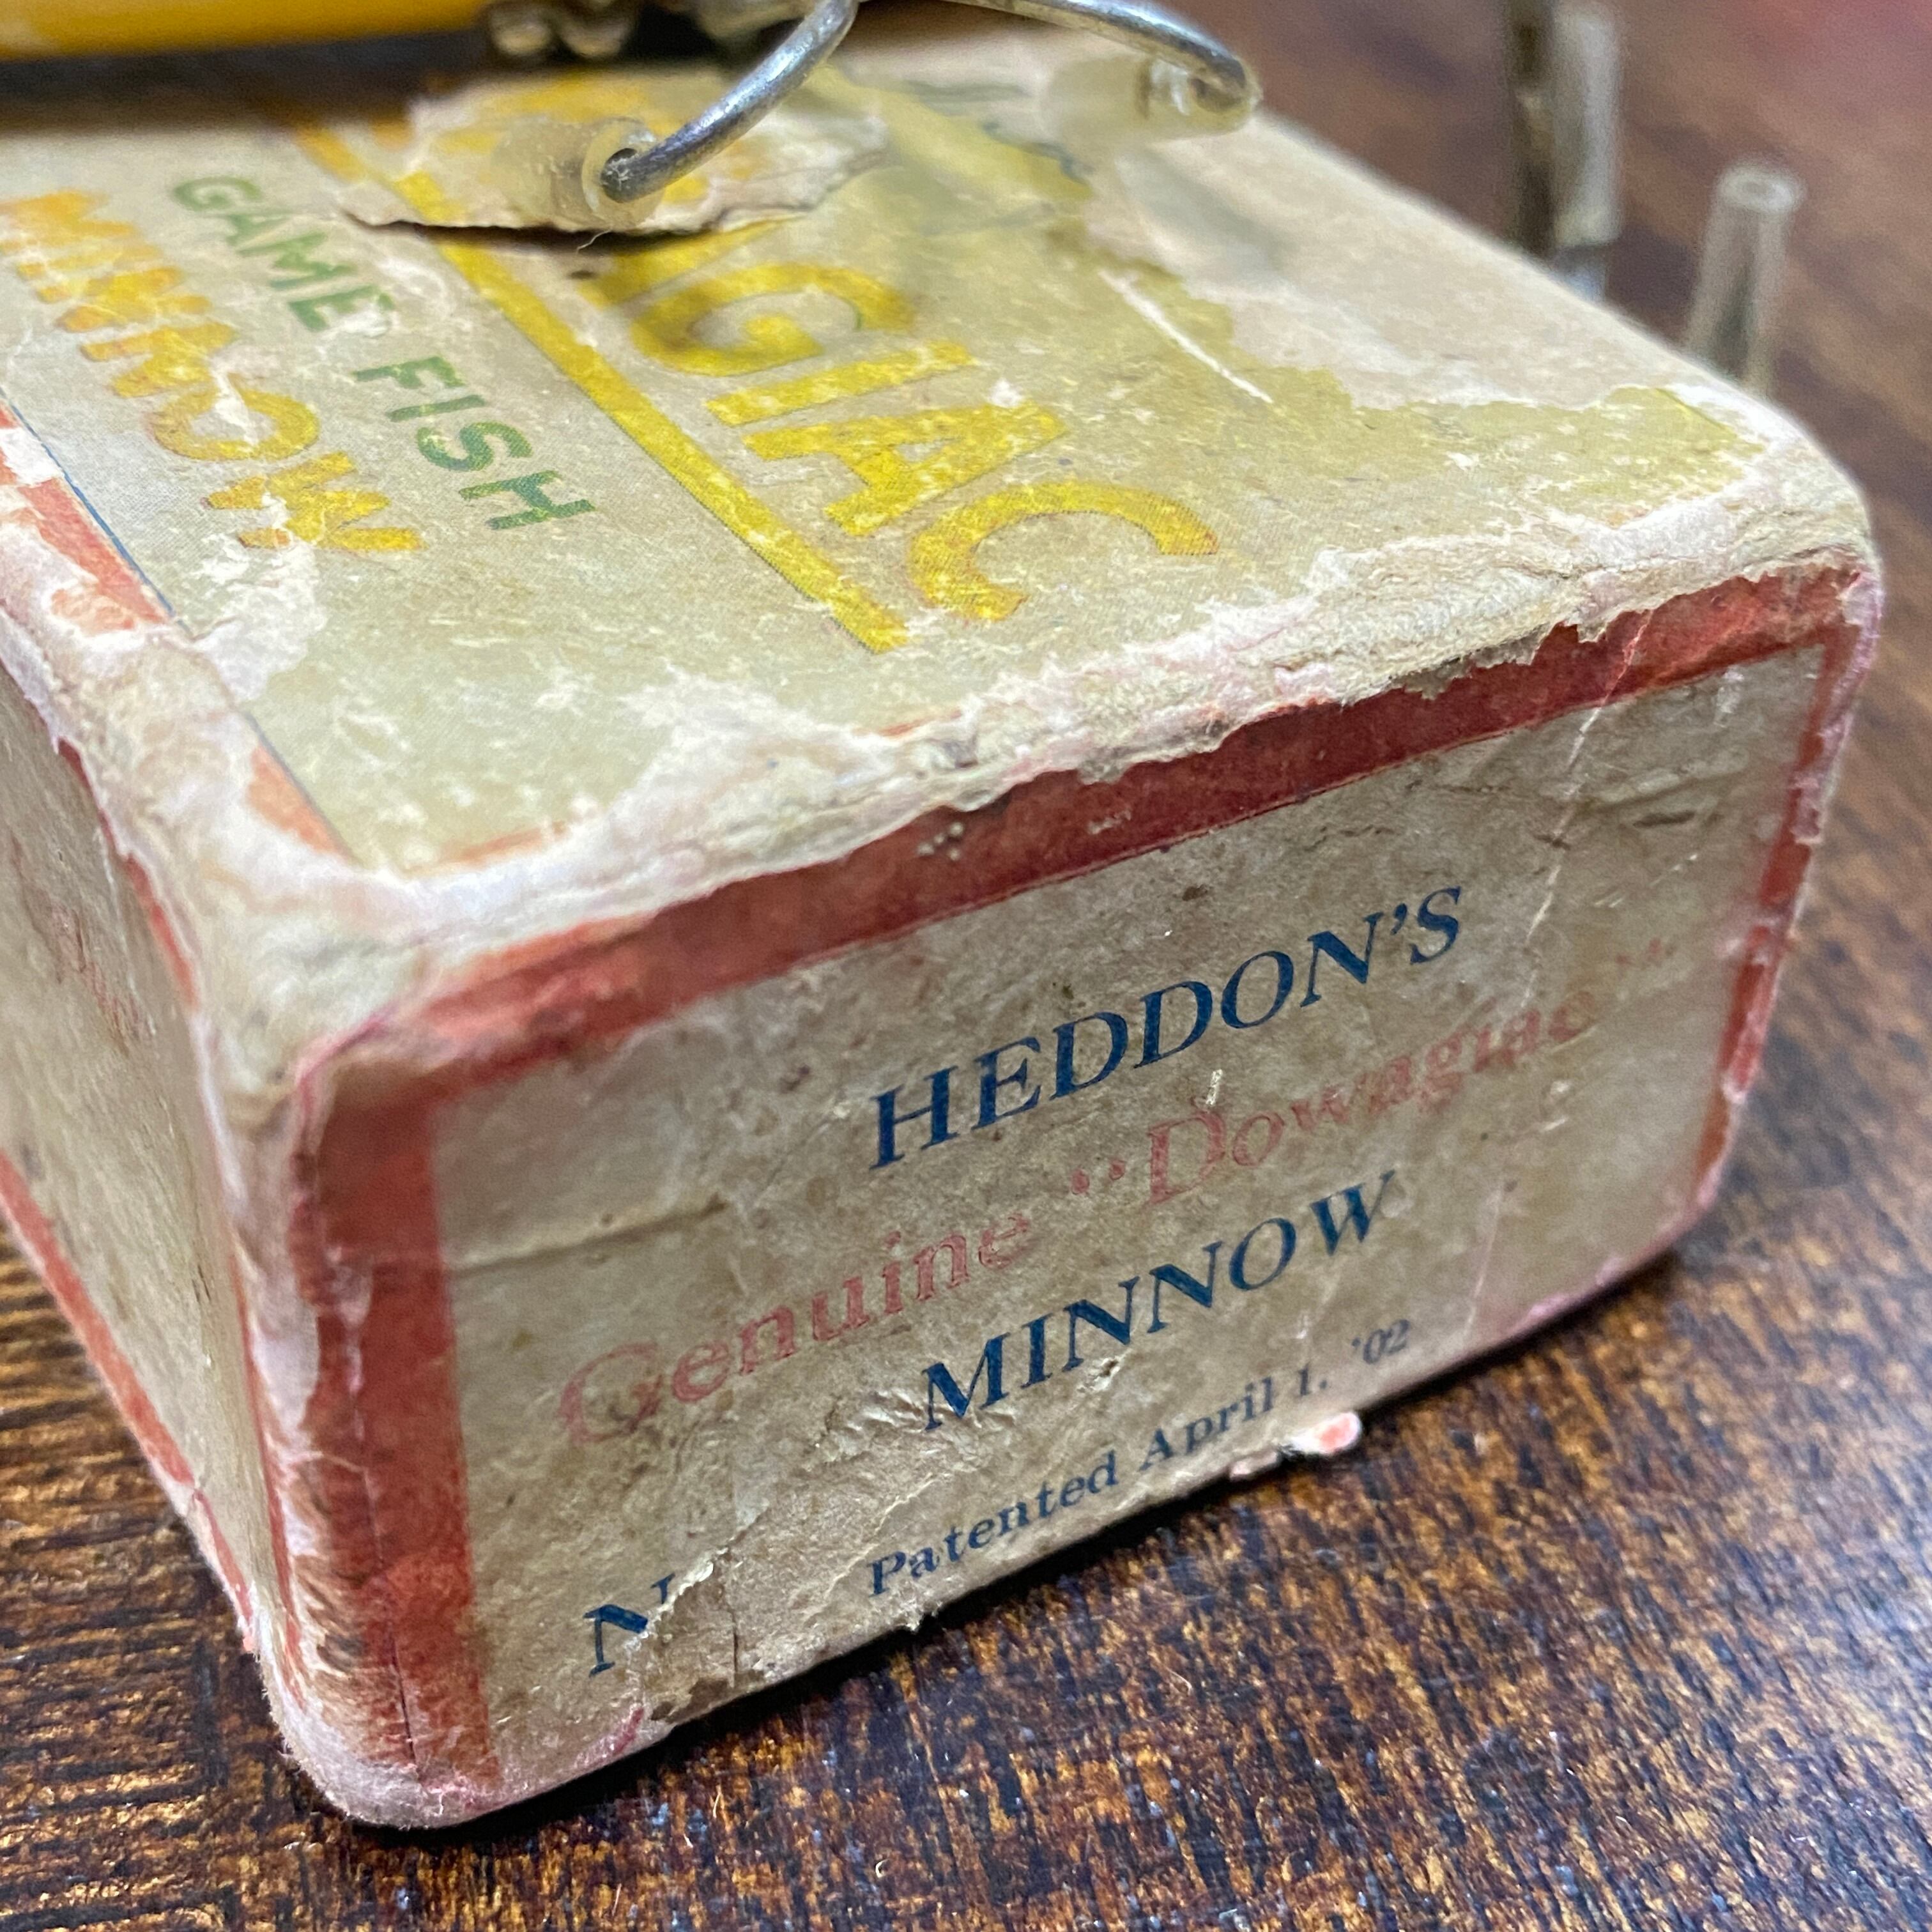 GIAC
GAME FISH
MINNOW
HEDDON'S
Genuine "Dowagiac"
MINNOW
Patented April 1, '02
N